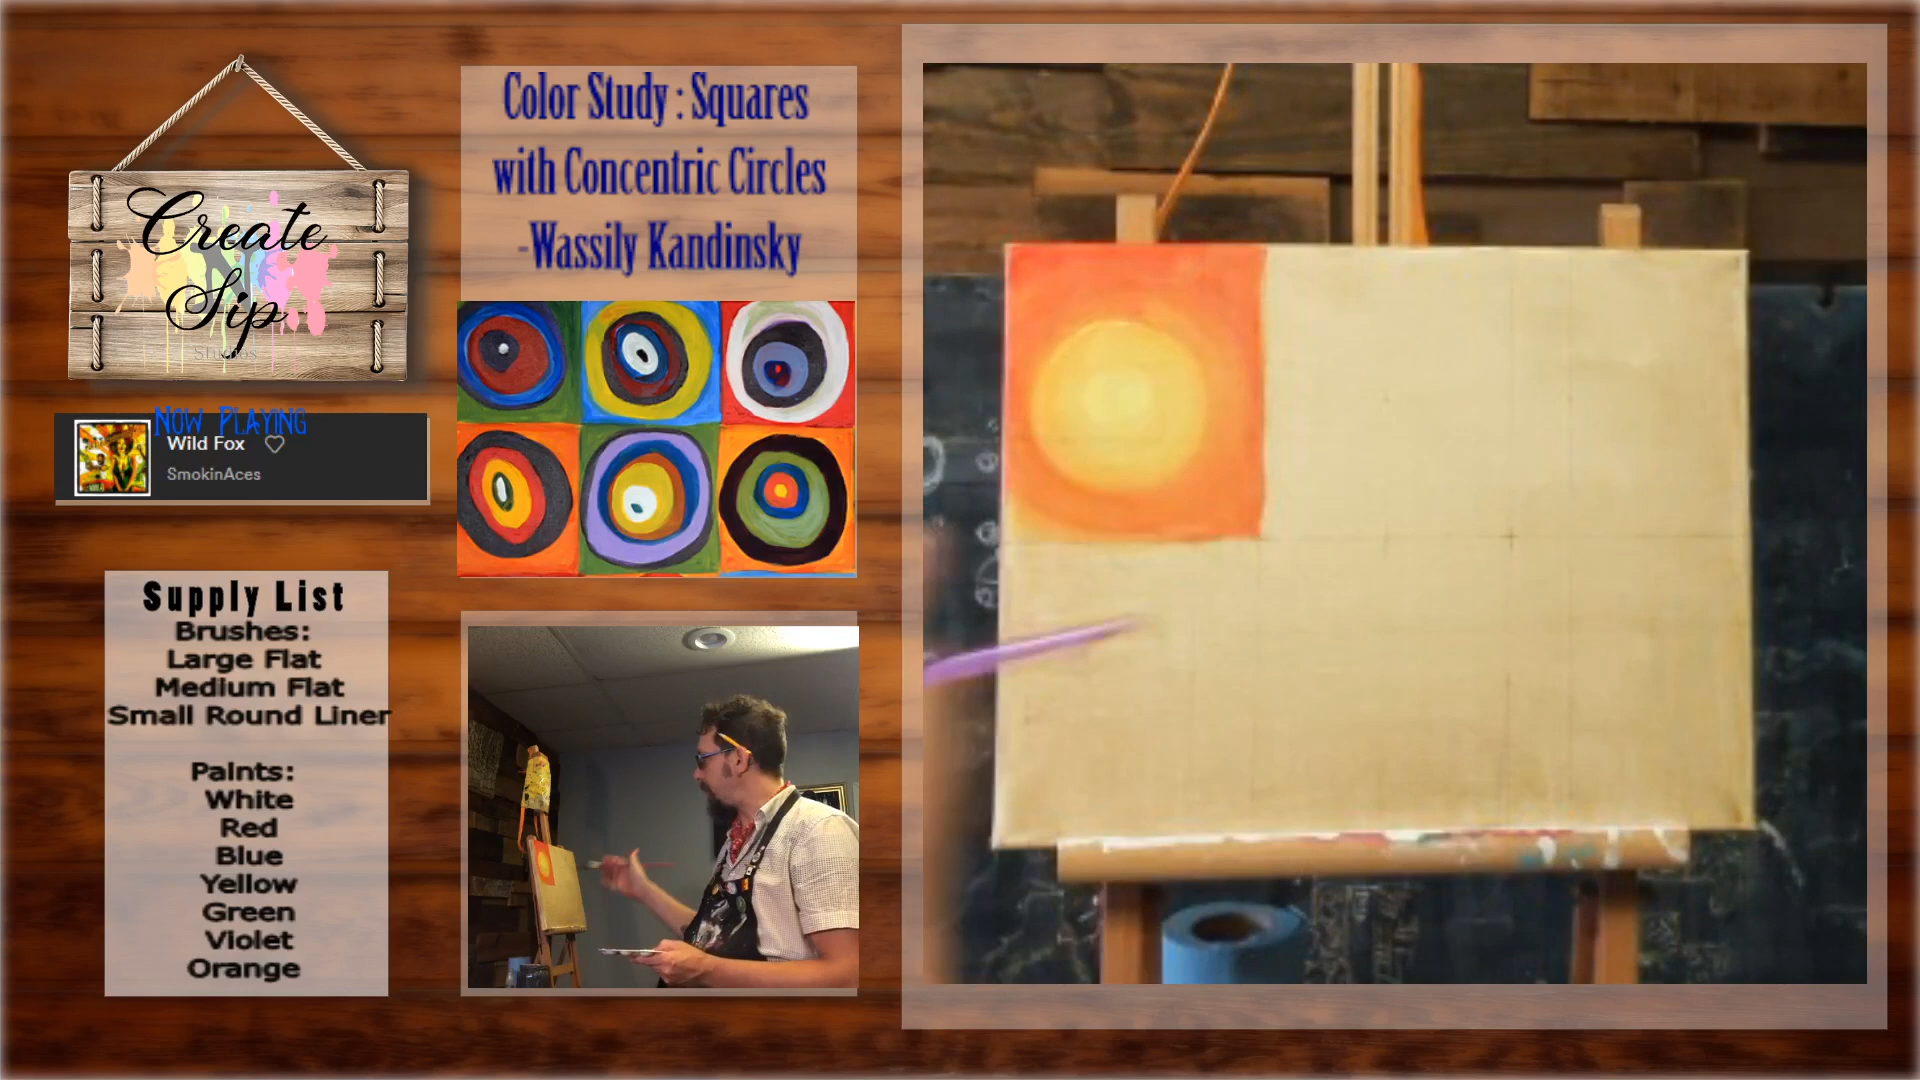 Create
Sip
Studios
Now Playing
Wild Fox
SmokinAces
Supply List
Brushes:
Large Flat
Medium Flat
Small Round Liner
Paints:
White
Red
Blue
Yellow
Green
Violet
Orange
Color Study : Squares
with Concentric Circles
-Wassily Kandinsky